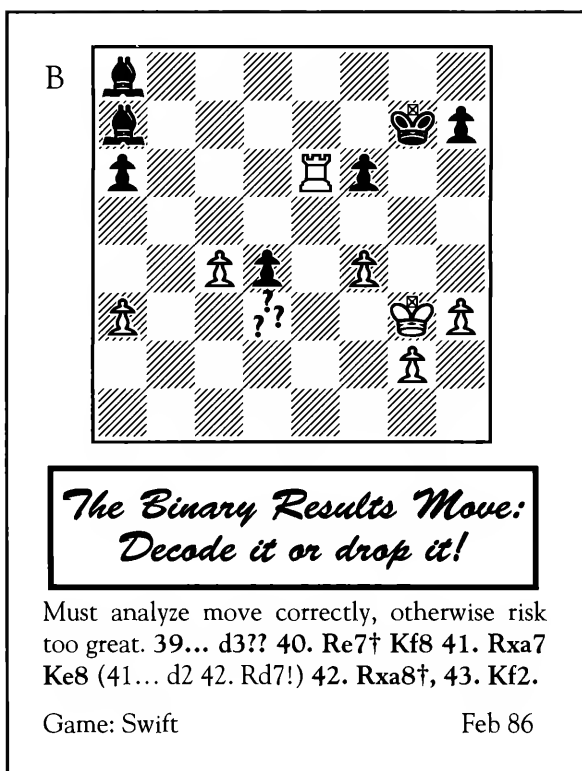 B
? ? ?
The Binary Results Move:
Decode it or drop it!
Must analyze move correctly, otherwise risk
too great. 39... d3?? 40. Re7† Kf8 41. Rxa7
Ke8 (41... d2 42. Rd7!) 42. Rxa8†, 43. Kf2.
Game: Swift Feb 86